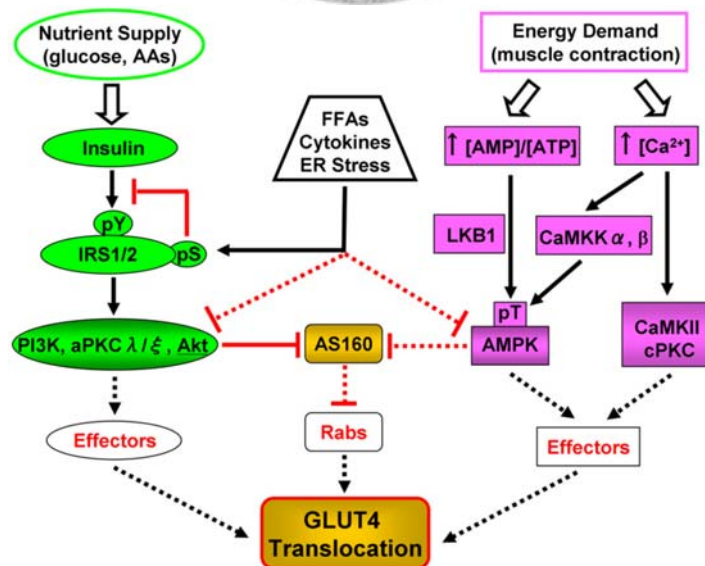 Nutrient Supply
(glucose, AAs)
Energy Demand
(muscle contraction)
FFAs
Cytokines
ER Stress
Insulin
↑ [AMP]/[ATP]
↑ [Ca²⁺]
pY
IRS1/2
pS
LKB1
CaMKK α, β
pT
AMPK
CaMKII
cPKC
PI3K, aPKC λ / ξ, Akt
AS160
Effectors
Rabs
Effectors
GLUT4
Translocation